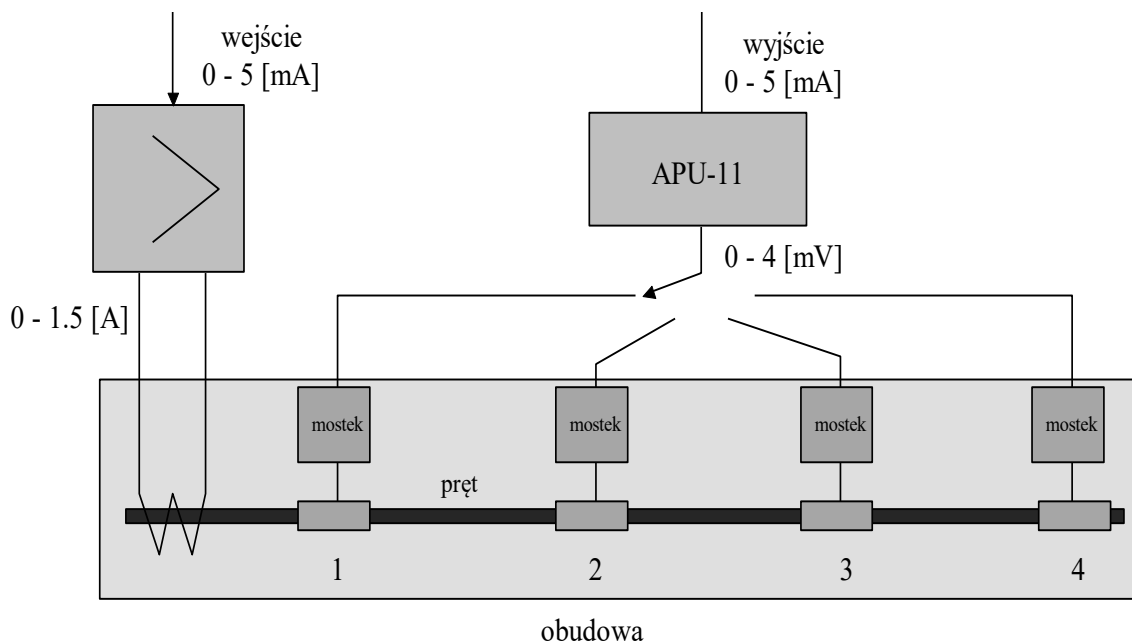 wejście
0 - 5 [mA]
wyjście
0 - 5 [mA]
APU-11
0 - 4 [mV]
0 - 1.5 [A]
mostek
mostek
mostek
mostek
pręt
1
2
3
4
obudowa